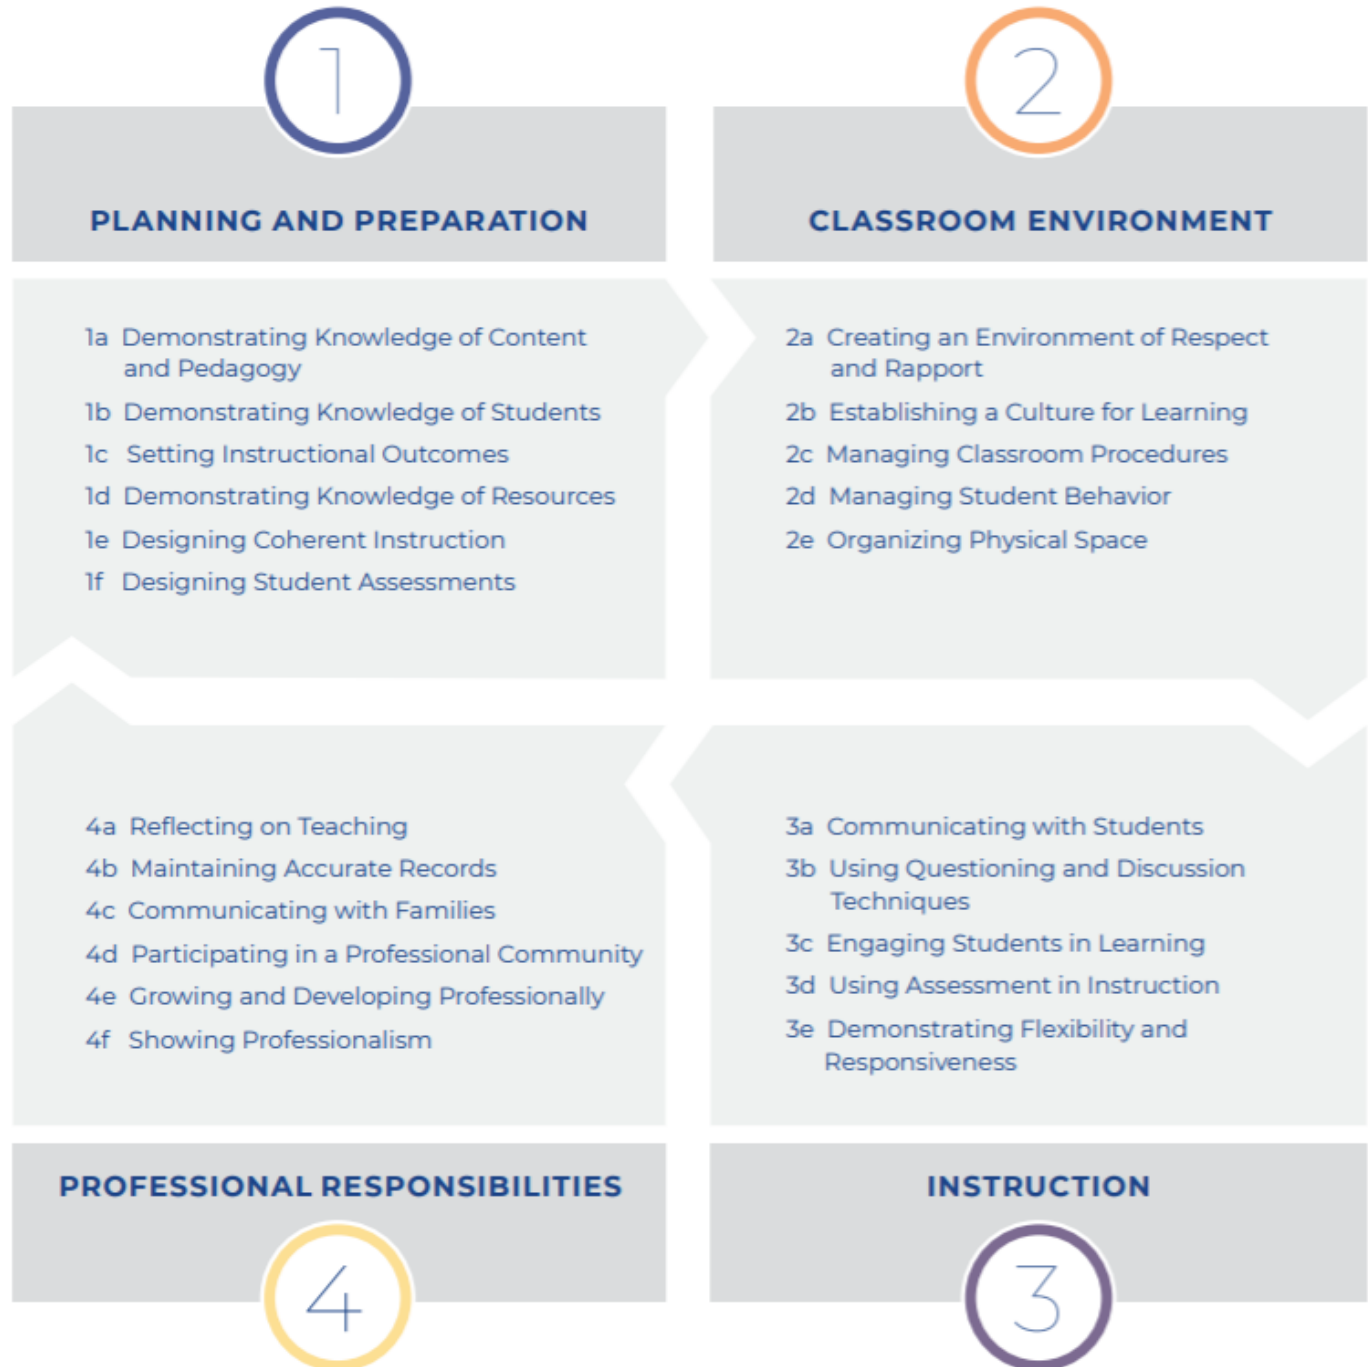 1
PLANNING AND PREPARATION
1a Demonstrating Knowledge of Content
and Pedagogy
1b Demonstrating Knowledge of Students
1c Setting Instructional Outcomes
1d Demonstrating Knowledge of Resources
1e Designing Coherent Instruction
1f Designing Student Assessments
2
CLASSROOM ENVIRONMENT
2a Creating an Environment of Respect
and Rapport
2b Establishing a Culture for Learning
2c Managing Classroom Procedures
2d Managing Student Behavior
2e Organizing Physical Space
3a Communicating with Students
3b Using Questioning and Discussion
Techniques
3c Engaging Students in Learning
3d Using Assessment in Instruction
3e Demonstrating Flexibility and
Responsiveness
INSTRUCTION
3
4a Reflecting on Teaching
4b Maintaining Accurate Records
4c Communicating with Families
4d Participating in a Professional Community
4e Growing and Developing Professionally
4f Showing Professionalism
PROFESSIONAL RESPONSIBILITIES
4